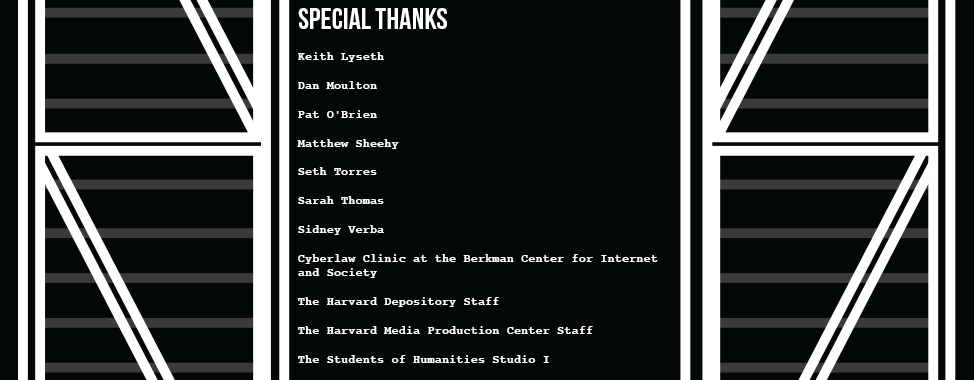 SPECIAL THANKS
Keith Lyseth
Dan Moulton
Pat O'Brien
Matthew Sheehy
Seth Torres
Sarah Thomas
Sidney Verba
Cyberlaw Clinic at the Berkman Center for Internet
and Society
The Harvard Depository Staff
The Harvard Media Production Center Staff
The Students of Humanities Studio I